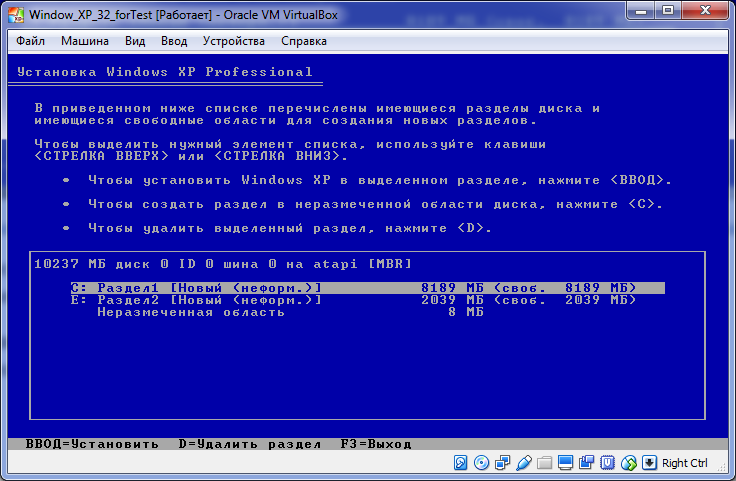 Window_XP_32_forTest [Работает] - Oracle VM VirtualBox
Файл Машина Вид Ввод Устройства Справка
Установка Windows XP Professional
В приведенном ниже списке перечислены имеющиеся разделы диска и
имеющиеся свободные области для создания новых разделов.
Чтобы выделить нужный элемент списка, используйте клавиши
<СТРЕЛКА ВВЕРХ> или <СТРЕЛКА ВНИЗ>.
• Чтобы установить Windows XP в выделенном разделе, нажмите <ВВОД>.
• Чтобы создать раздел в неразмеченной области диска, нажмите <C>.
• Чтобы удалить выделенный раздел, нажмите <D>.
10237 МБ диск 0 ID 0 шина 0 на atapi [MBR]
C: Раздел1 [Новый (неформ.)] 8189 МБ (своб. 8189 МБ)
E: Раздел2 [Новый (неформ.)] 2039 МБ (своб. 2039 МБ)
Неразмеченная область 8 МБ
ВВОД=Установить D=Удалить раздел F3=Выход
Right Ctrl